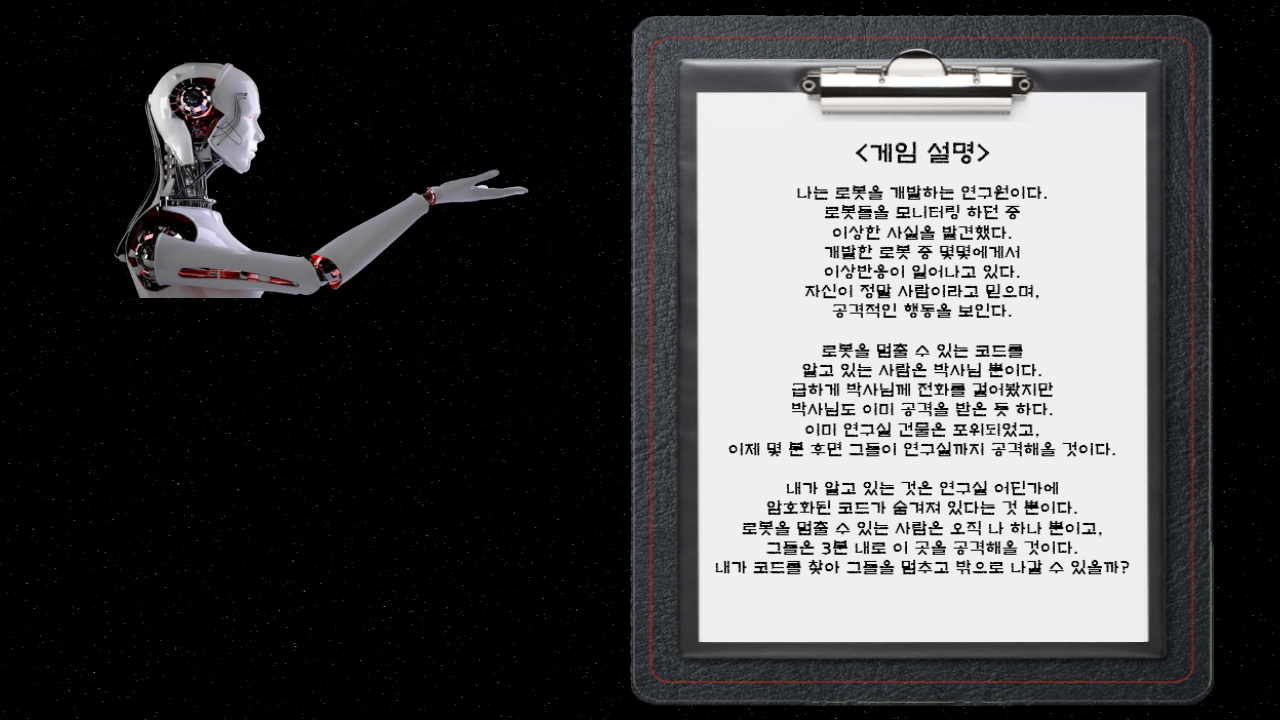 <게임 설명>
나는 로봇을 개발하는 연구원이다.
로봇들을 모니터링 하던 중
이상한 사실을 발견했다.
개발한 로봇 중 몇몇에게서
이상반응이 일어나고 있다.
자신이 정말 사람이라고 믿으며,
공격적인 행동을 보인다.
로봇을 멈출 수 있는 코드를
알고 있는 사람은 박사님 뿐이다.
급하게 박사님께 전화를 걸어봤지만
박사님도 이미 공격을 받은 듯 하다.
이미 연구실 건물은 포위되었고,
이제 몇 분 후면 그들이 연구실까지 공격해올 것이다.
내가 알고 있는 것은 연구실 어딘가에
암호화된 코드가 숨겨져 있다는 것 뿐이다.
로봇을 멈출 수 있는 사람은 오직 나 하나 뿐이고,
그들은 3분 내로 이 곳을 공격해올 것이다.
내가 코드를 찾아 그들을 멈추고 밖으로 나갈 수 있을까?